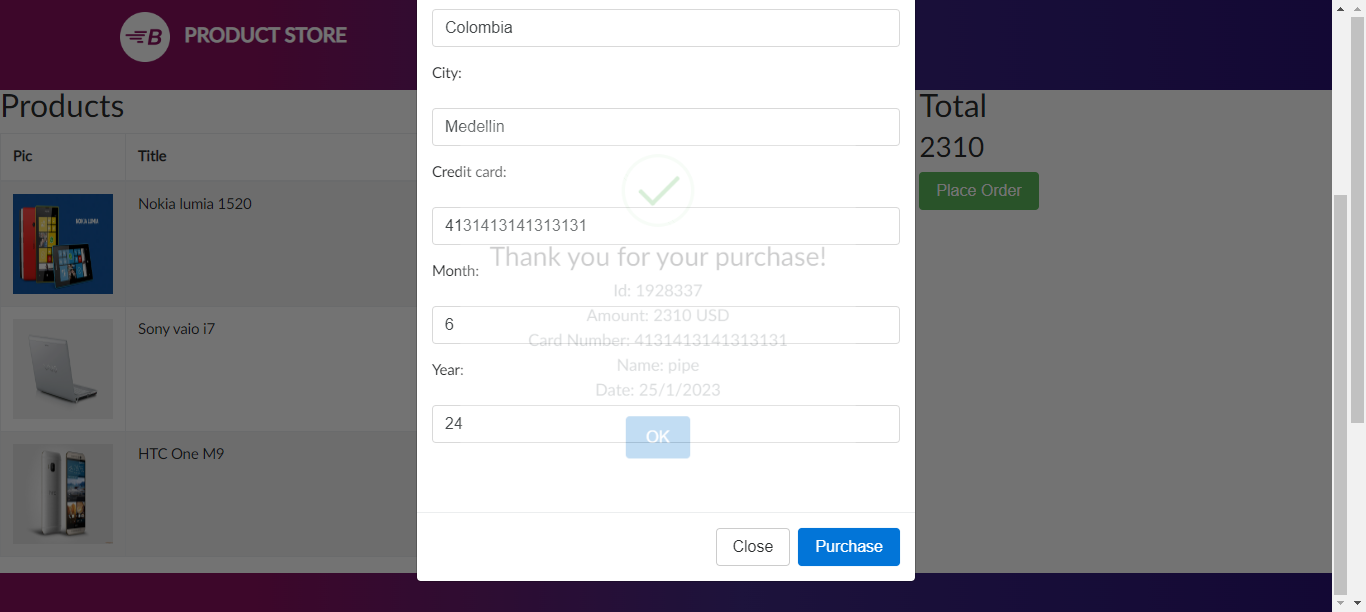 PRODUCT STORE
Products
Pic Title
NOKIA LUMIA
Nokia lumia 1520
Sony vaio i7
HTC One M9
Colombia
City:
Medellin
Credit card:
4131413141313131
Month:
6
Year:
24
Thank you for your purchase!
Id: 1928337
Amount: 2310 USD
Card Number: 4131413141313131
Name: pipe
Date: 25/1/2023
OK
Close Purchase
Total
2310
Place Order